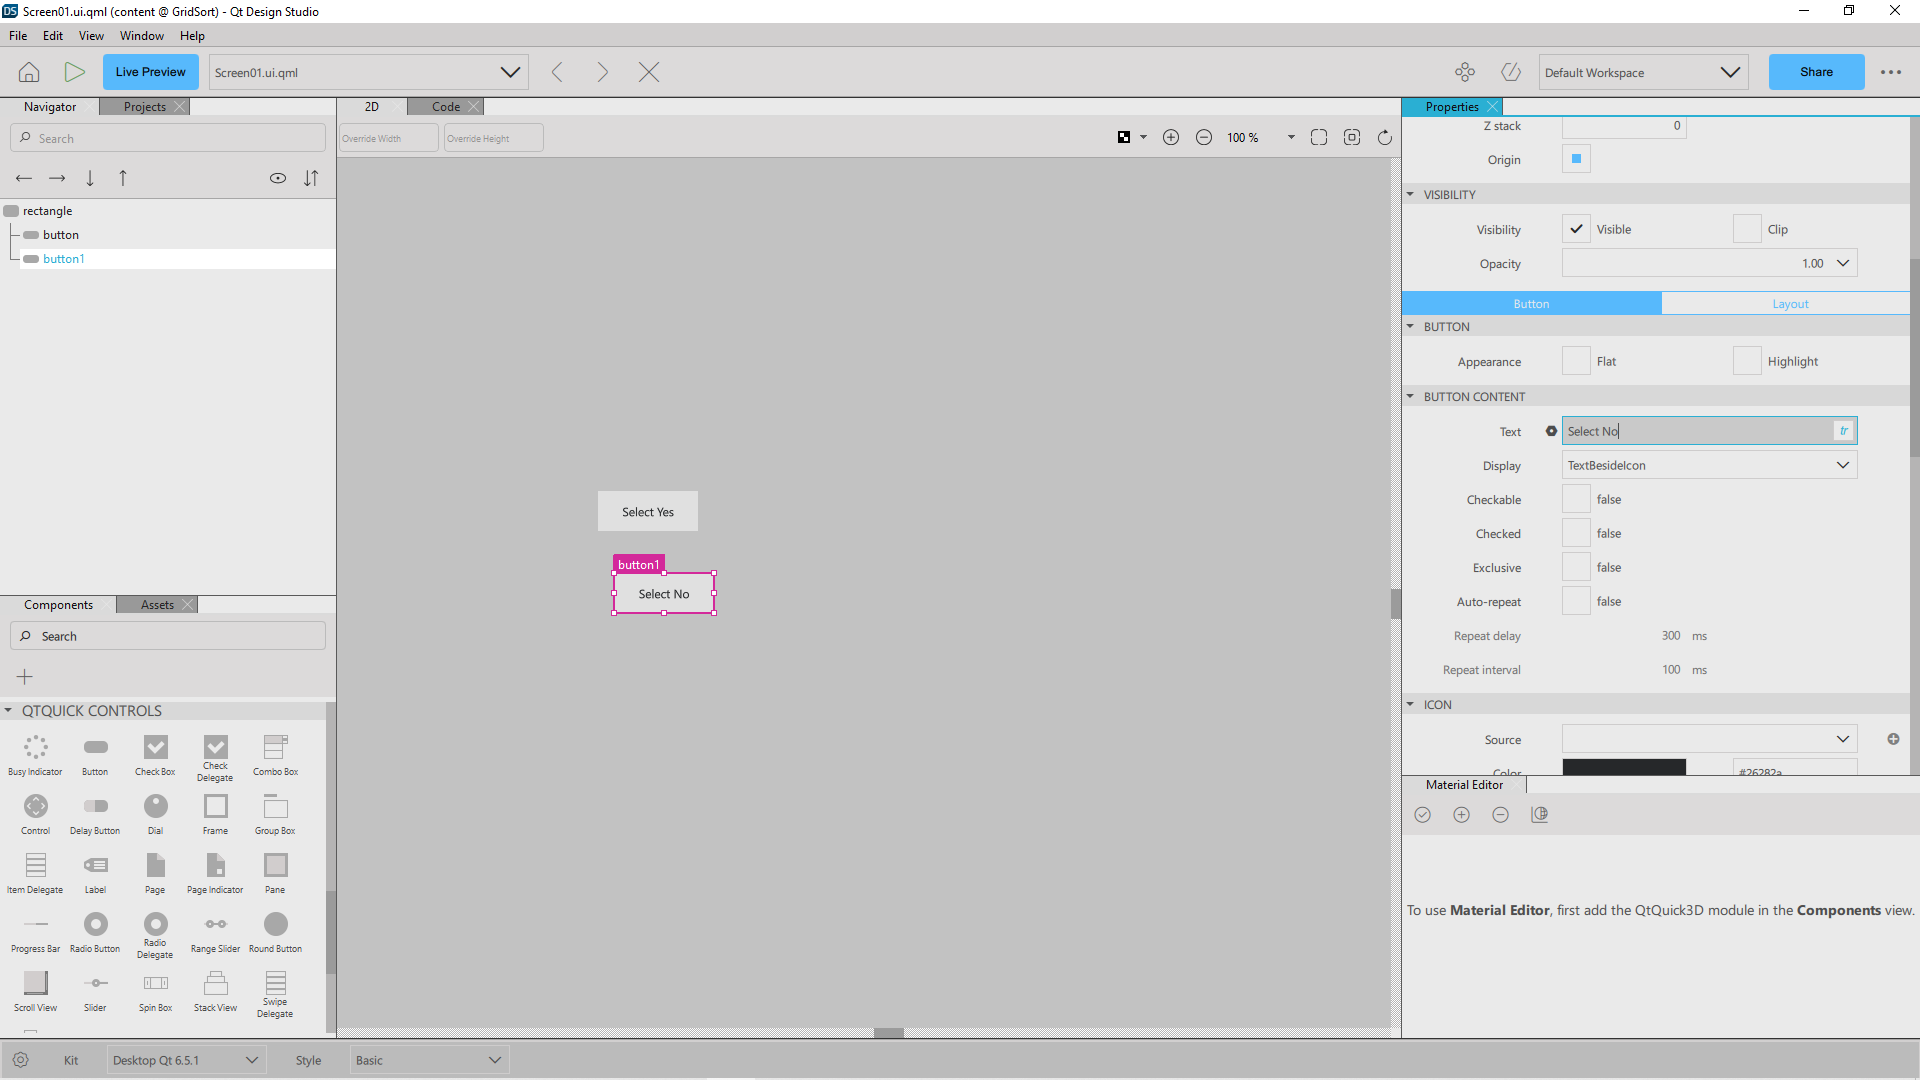 Screen01.ui.qml (content @ GridSort) - Qt Design Studio
File Edit View Window Help
Live Preview Screen01.ui.qml Default Workspace Share
Navigator Projects 2D Code Properties
Search
Override Width Override Height 100 %
rectangle
button
button1
Select Yes
button1
Select No
Z stack 0
Origin
VISIBILITY
Visibility Visible Clip
Opacity 1.00
Button Layout
BUTTON
Appearance Flat Highlight
BUTTON CONTENT
Text Select No tr
Display TextBesideIcon
Checkable false
Checked false
Exclusive false
Auto-repeat false
Repeat delay 300 ms
Repeat interval 100 ms
ICON
Source
Color #26282a
Material Editor
To use Material Editor, first add the QtQuick3D module in the Components view.
Components Assets
Search
QTQUICK CONTROLS
Busy Indicator Button Check Box Check Delegate Combo Box
Control Delay Button Dial Frame Group Box
Item Delegate Label Page Page Indicator Pane
Progress Bar Radio Button Radio Delegate Range Slider Round Button
Scroll View Slider Spin Box Stack View Swipe Delegate
Kit Desktop Qt 6.5.1 Style Basic